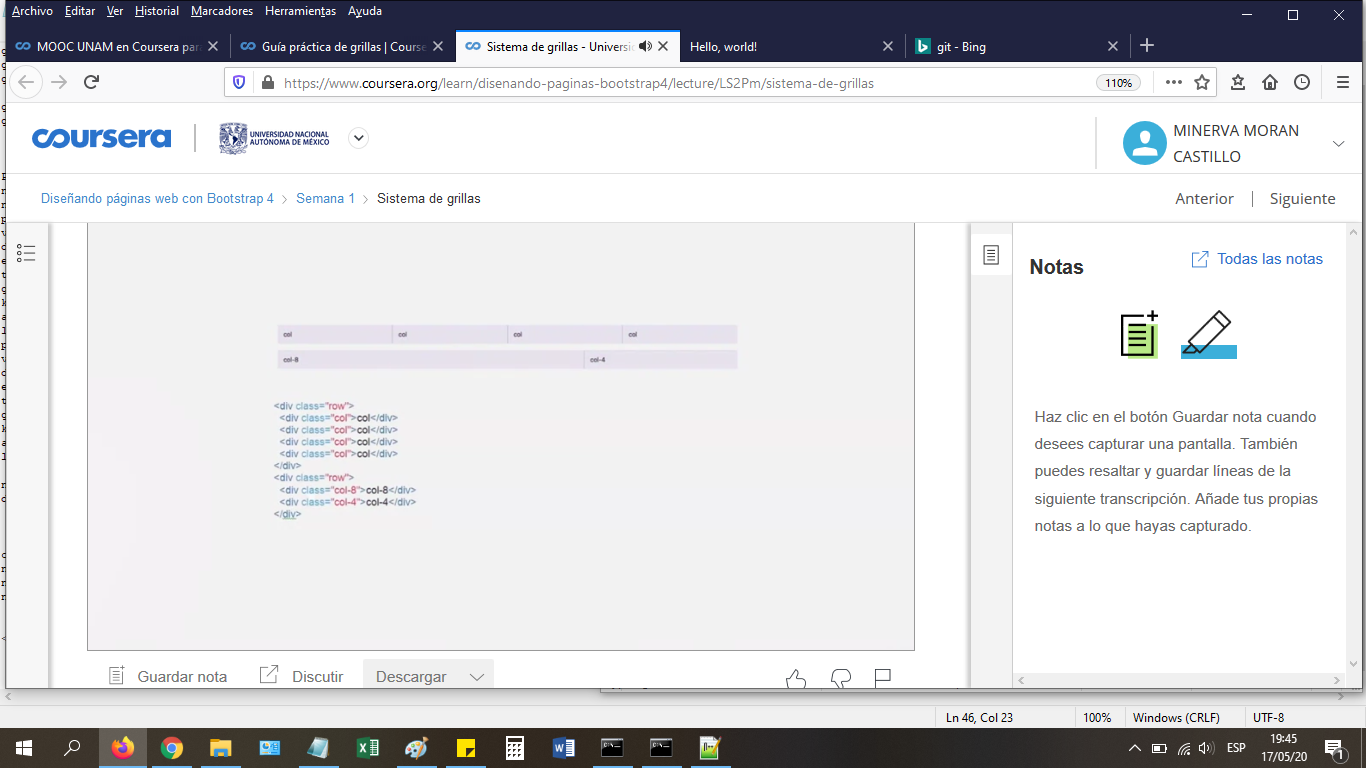 Archivo Editar Ver Historial Marcadores Herramientas Ayuda
MOOC UNAM en Coursera par
Guía práctica de grillas | Course
Sistema de grillas - Universid
Hello, world!
git - Bing
https://www.coursera.org/learn/disenando-paginas-bootstrap4/lecture/LS2Pm/sistema-de-grillas
110%
coursera
UNIVERSIDAD NACIONAL
AUTÓNOMA DE MÉXICO
MINERVA MORAN
CASTILLO
Diseñando páginas web con Bootstrap 4 > Semana 1 > Sistema de grillas
Anterior | Siguiente
col col col col
col-8 col-4
<div class="row">
<div class="col">col</div>
<div class="col">col</div>
<div class="col">col</div>
<div class="col">col</div>
</div>
<div class="row">
<div class="col-8">col-8</div>
<div class="col-4">col-4</div>
</div>
Notas
Todas las notas
Haz clic en el botón Guardar nota cuando
desees capturar una pantalla. También
puedes resaltar y guardar líneas de la
siguiente transcripción. Añade tus propias
notas a lo que hayas capturado.
Guardar nota
Discutir
Descargar
Ln 46, Col 23 100% Windows (CRLF) UTF-8
ESP
19:45
17/05/20
1